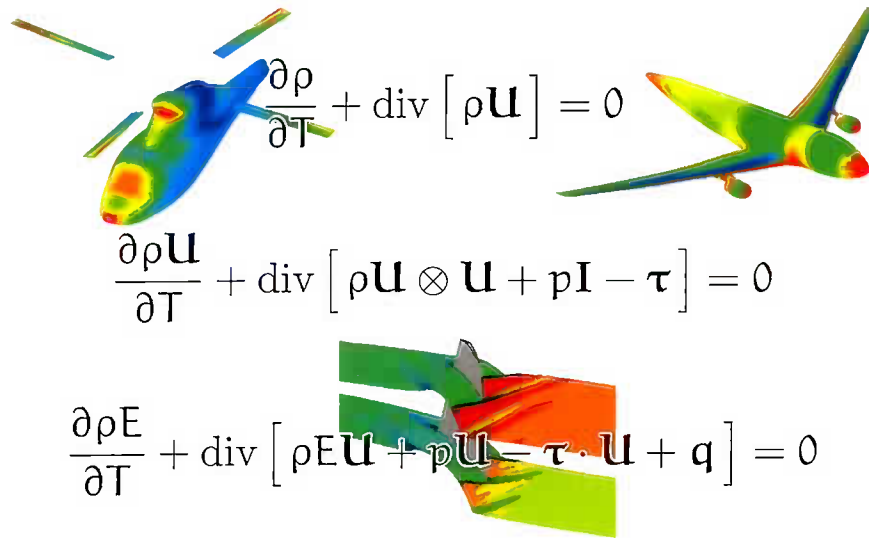 ∂ρ/∂T + div [ρU] = 0
∂ρU/∂T + div [ρU ⊗ U + pI − τ] = 0
∂ρE/∂T + div [ρEU + pU − τ · U + q] = 0